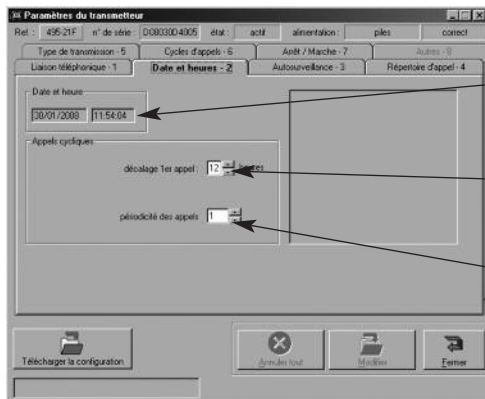 Paramètres du transmetteur
Ref. : 495-21F n° de série : D08030D4005 état : actif alimentation : piles correct
Type de transmission - 5 Cycles d'appels - 6 Arrêt / Marche - 7 Autres - 8
Liaison téléphonique - 1 Date et heures - 2 Autosurveillance - 3 Répertoire d'appel - 4
Date et heure
30/01/2008 11:54:04
Appels cycliques
décalage 1er appel : 12 heures
périodicité des appels 1
Télécharger la configuration Annuler tout Modifier Fermer